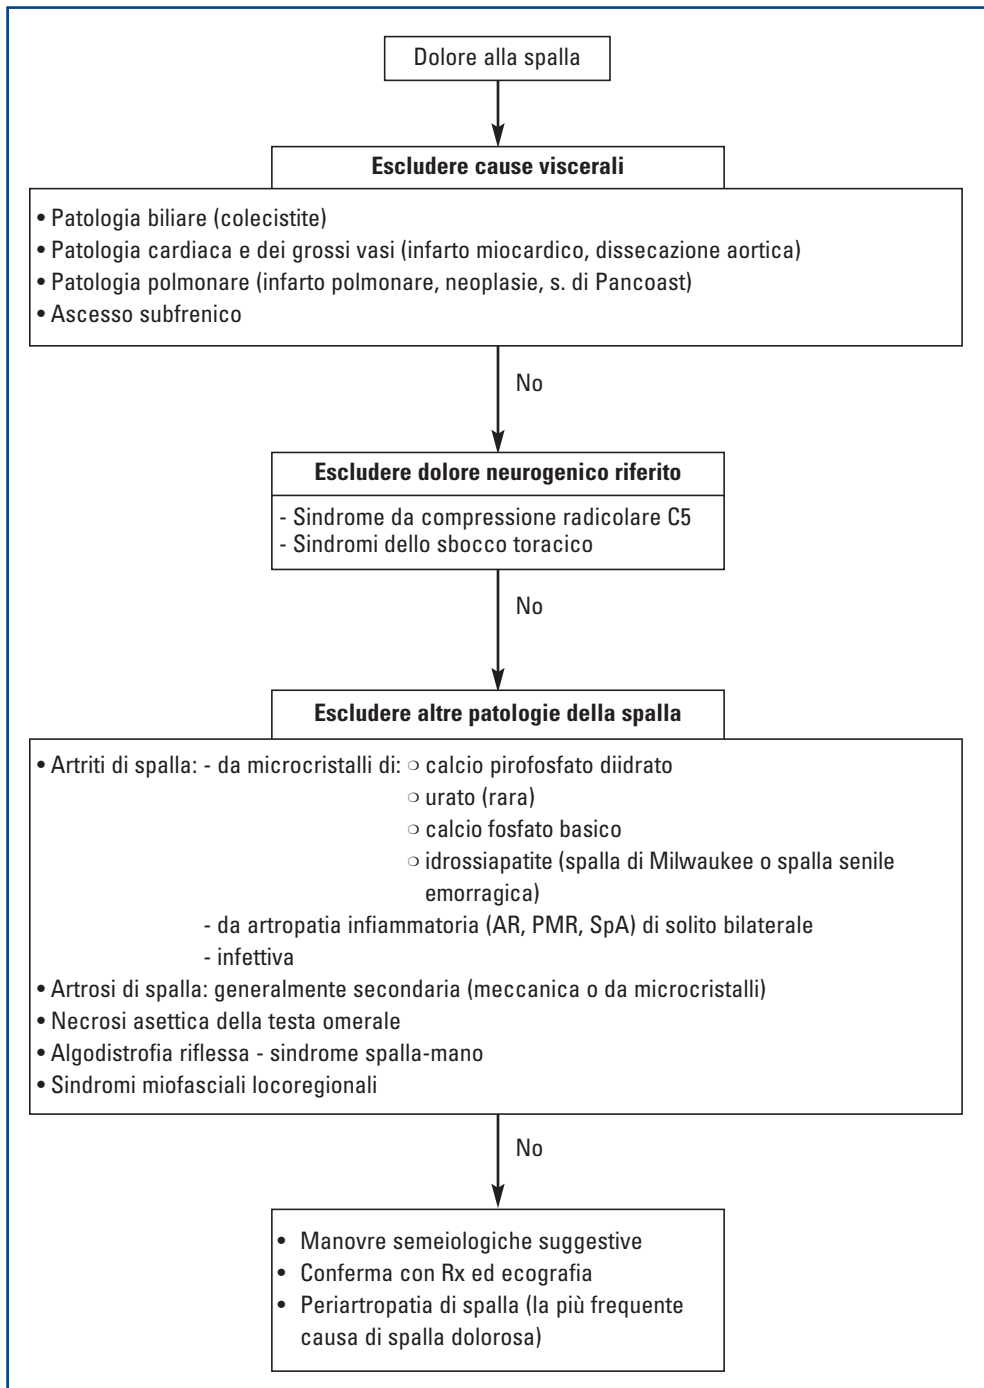 Dolore alla spalla
Escludere cause viscerali
• Patologia biliare (colecistite)
• Patologia cardiaca e dei grossi vasi (infarto miocardico, dissecazione aortica)
• Patologia polmonare (infarto polmonare, neoplasie, s. di Pancoast)
• Ascesso subfrenico
No
Escludere dolore neurogenico riferito
- Sindrome da compressione radicolare C5
- Sindromi dello sbocco toracico
No
Escludere altre patologie della spalla
• Artriti di spalla: - da microcristalli di: ❍ calcio pirofosfato diidrato
❍ urato (rara)
❍ calcio fosfato basico
❍ idrossiapatite (spalla di Milwaukee o spalla senile
emorragica)
- da artropatia infiammatoria (AR, PMR, SpA) di solito bilaterale
- infettiva
• Artrosi di spalla: generalmente secondaria (meccanica o da microcristalli)
• Necrosi asettica della testa omerale
• Algodistrofia riflessa - sindrome spalla-mano
• Sindromi miofasciali locoregionali
No
• Manovre semeiologiche suggestive
• Conferma con Rx ed ecografia
• Periartropatia di spalla (la più frequente
causa di spalla dolorosa)